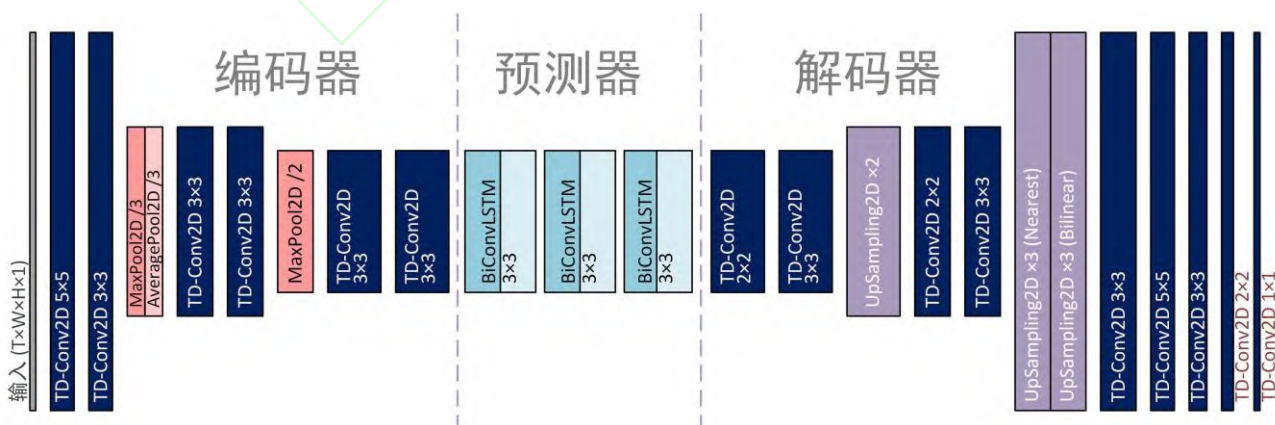 编码器
预测器
解码器
输入 (T×W×H×1)
TD-Conv2D 5×5
TD-Conv2D 3×3
MaxPool2D /3
AveragePool2D /3
TD-Conv2D 3×3
TD-Conv2D 3×3
MaxPool2D /2
TD-Conv2D
3×3
TD-Conv2D
3×3
BiConvLSTM
3×3
BiConvLSTM
3×3
BiConvLSTM
3×3
TD-Conv2D
2×2
TD-Conv2D
3×3
UpSampling2D ×2
TD-Conv2D 2×2
TD-Conv2D 3×3
UpSampling2D ×3 (Nearest)
UpSampling2D ×3 (Bilinear)
TD-Conv2D 3×3
TD-Conv2D 5×5
TD-Conv2D 3×3
TD-Conv2D 2×2
TD-Conv2D 1×1